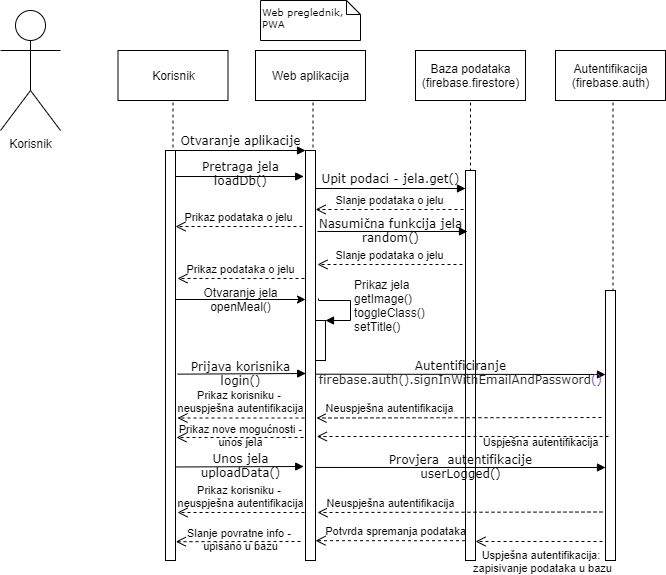 Web preglednik,
PWA
Korisnik
Korisnik
Web aplikacija
Baza podataka
(firebase.firestore)
Autentifikacija
(firebase.auth)
Otvaranje aplikacije
Pretraga jela
loadDb()
Upit podaci - jela.get()
Slanje podataka o jelu
Prikaz podataka o jelu
Nasumična funkcija jela
random()
Slanje podataka o jelu
Prikaz podataka o jelu
Otvaranje jela
openMeal()
Prikaz jela
getImage()
toggleClass()
setTitle()
Prijava korisnika
login()
Autentificiranje
firebase.auth().signInWithEmailAndPassword()
Prikaz korisniku -
neuspješna autentifikacija
Neuspješna autentifikacija
Prikaz nove mogućnosti -
unos jela
Uspješna autentifikacija
Unos jela
uploadData()
Provjera autentifikacije
userLogged()
Prikaz korisniku -
neuspješna autentifikacija
Neuspješna autentifikacija
Slanje povratne info -
upisano u bazu
Potvrda spremanja podataka
Uspješna autentifikacija:
zapisivanje podataka u bazu